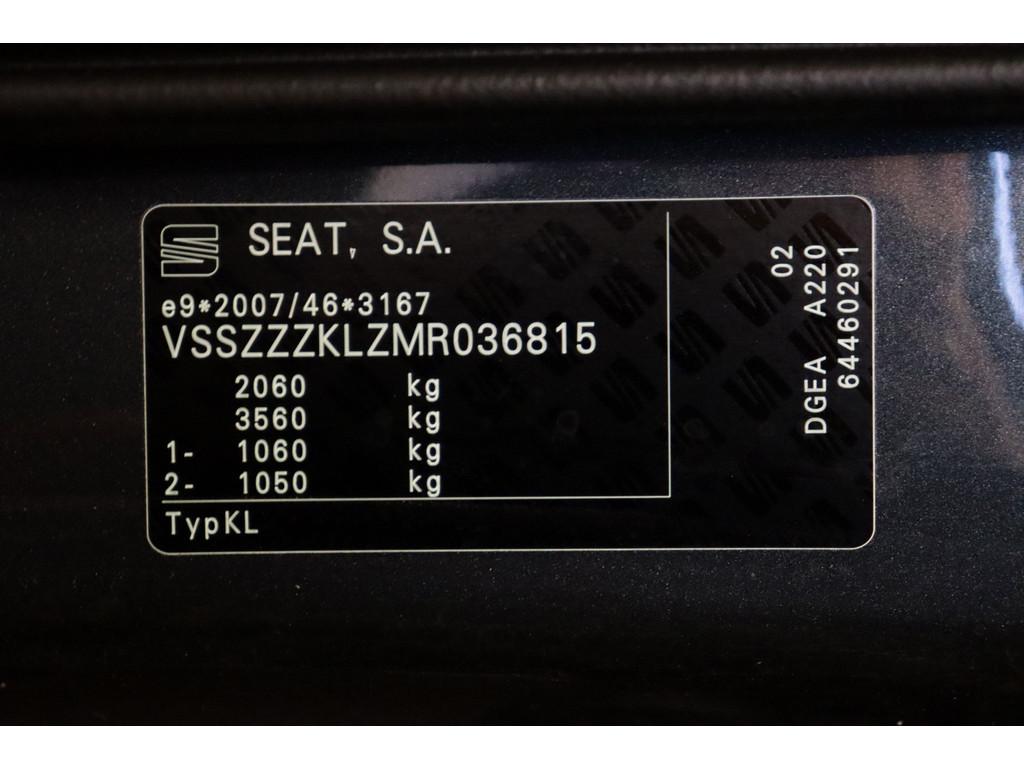 SEAT, S.A.
e9*2007/46*3167
VSSZZZKLZMR036815
2060 kg
3560 kg
1- 1060 kg
2- 1050 kg
TypKL
02
DGEA A220
64460291